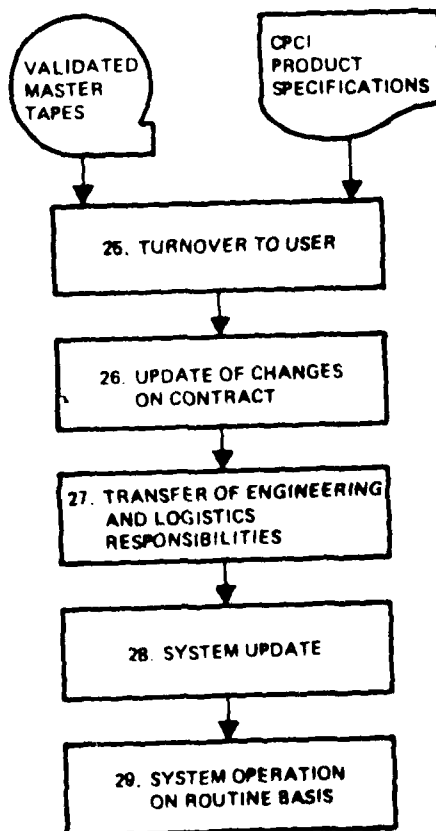 VALIDATED
MASTER
TAPES
CPCI
PRODUCT
SPECIFICATIONS
25. TURNOVER TO USER
26. UPDATE OF CHANGES
ON CONTRACT
27. TRANSFER OF ENGINEERING
AND LOGISTICS
RESPONSIBILITIES
28. SYSTEM UPDATE
29. SYSTEM OPERATION
ON ROUTINE BASIS